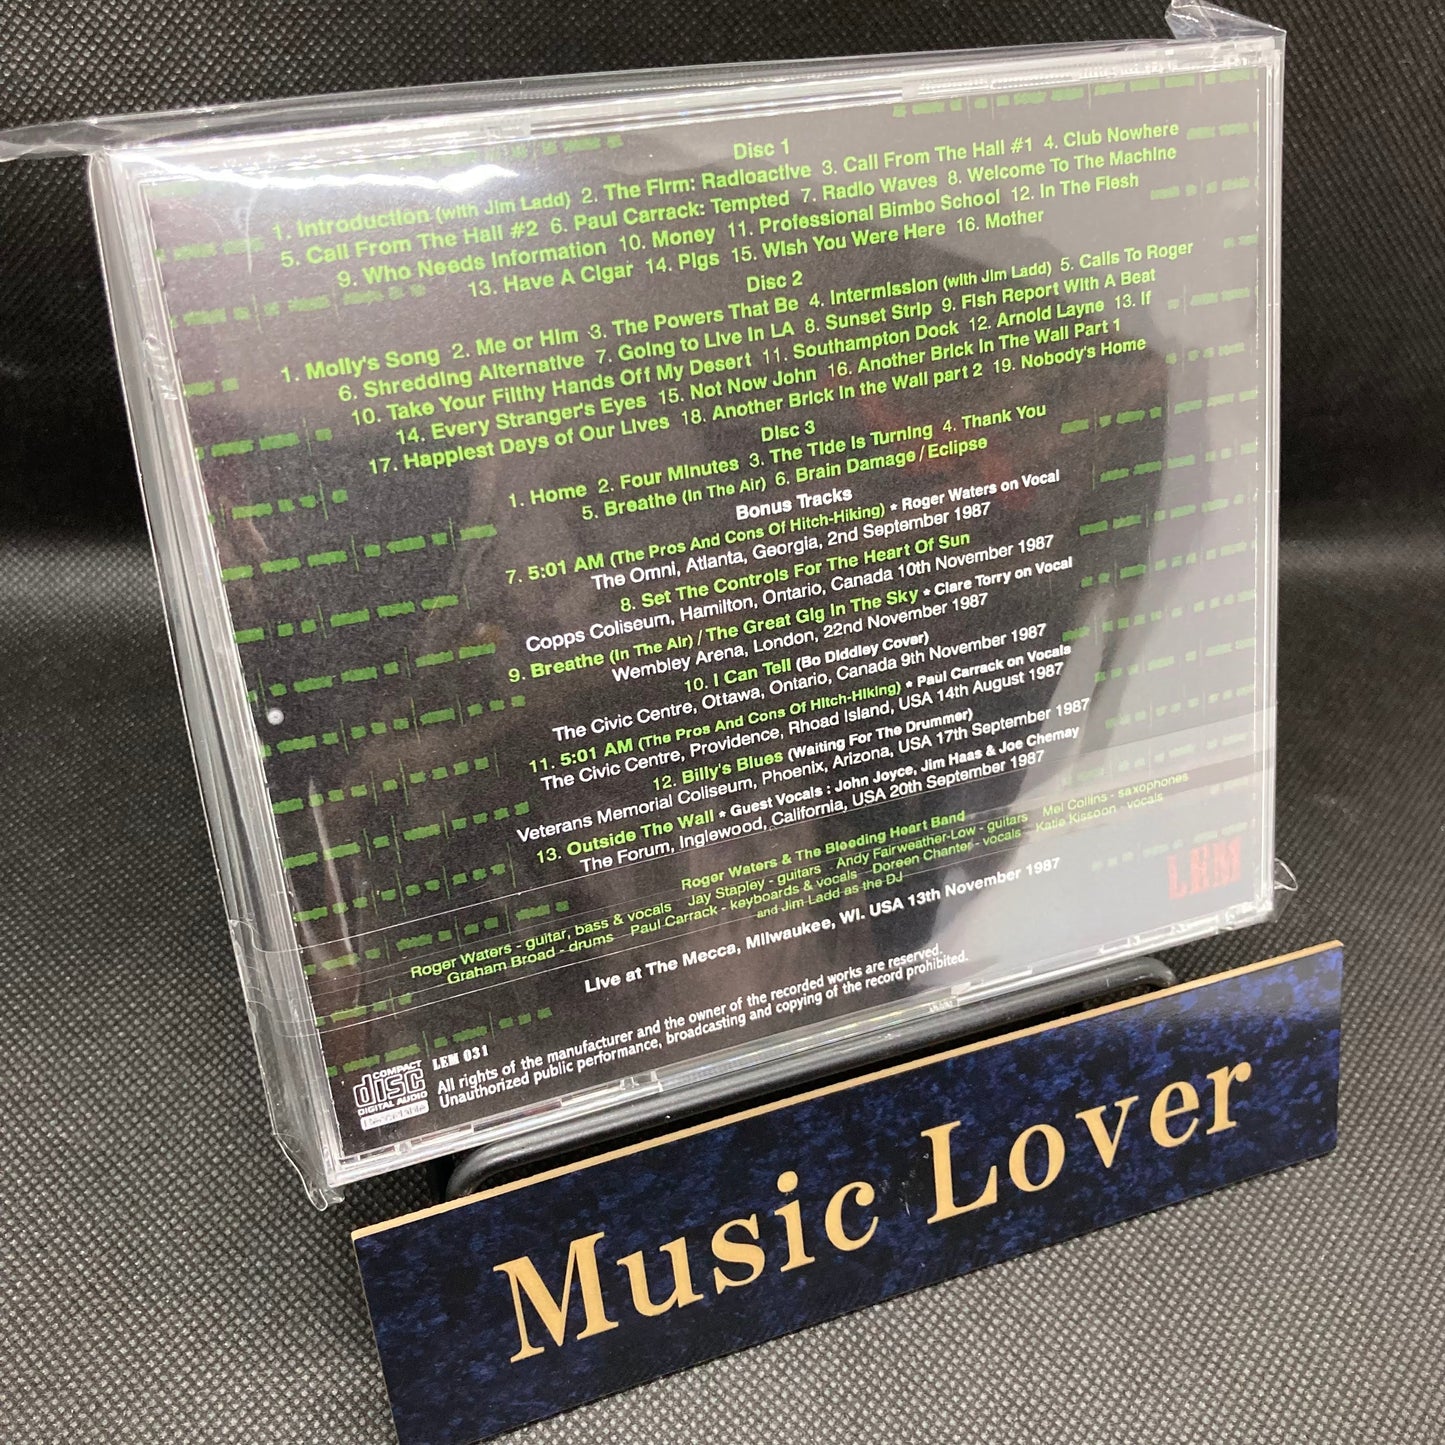 Disc 1
1. Introduction (with Jim Ladd) 2. The Firm: Radioactive 3. Call From The Hall #1 4. Club Nowhere
5. Call From The Hall #2 6. Paul Carrack: Tempted 7. Radio Waves 8. Welcome To The Machine
9. Who Needs Information 10. Money 11. Professional Bimbo School 12. In The Flesh
13. Have A Cigar 14. Pigs 15. Wish You Were Here 16. Mother
Disc 2
1. Molly's Song 2. Me or Him 3. The Powers That Be 4. Intermission (with Jim Ladd) 5. Calls To Roger
6. Shredding Alternative 7. Going to Live In LA 8. Sunset Strip 9. Fish Report With A Beat
10. Take Your Filthy Hands Off My Desert 11. Southampton Dock 12. Arnold Layne 13. If
14. Every Stranger's Eyes 15. Not Now John 16. Another Brick In The Wall Part 1
17. Happiest Days of Our Lives 18. Another Brick In the Wall part 2 19. Nobody's Home
Disc 3
1. Home 2. Four Minutes 3. The Tide Is Turning 4. Thank You
5. Breathe (In The Air) 6. Brain Damage / Eclipse
Bonus Tracks
7. 5:01 AM (The Pros And Cons Of Hitch-Hiking) * Roger Waters on Vocal
The Omni, Atlanta, Georgia, 2nd September 1987
8. Set The Controls For The Heart Of Sun
Copps Coliseum, Hamilton, Ontario, Canada 10th November 1987
9. Breathe (In The Air) / The Great Gig In The Sky * Clare Torry on Vocal
Wembley Arena, London, 22nd November 1987
10. I Can Tell (Bo Diddley Cover)
The Civic Centre, Ottawa, Ontario, Canada 9th November 1987
11. 5:01 AM (The Pros And Cons Of Hitch-Hiking) * Paul Carrack on Vocals
The Civic Centre, Providence, Rhoad Island, USA 14th August 1987
12. Billy's Blues (Waiting For The Drummer)
Veterans Memorial Coliseum, Phoenix, Arizona, USA 17th September 1987
13. Outside The Wall * Guest Vocals : John Joyce, Jim Haas & Joe Chemay
The Forum, Inglewood, California, USA 20th September 1987
Roger Waters & The Bleeding Heart Band
Roger Waters - guitar, bass & vocals Jay Stapley - guitars Andy Fairweather-Low - guitars Mel Collins - saxophones
Graham Broad - drums Paul Carrack - keyboards & vocals Doreen Chanter - vocals Katie Kissoon - vocals
and Jim Ladd as the DJ
Live at The Mecca, Milwaukee, WI. USA 13th November 1987
LRM
COMPACT
disc
DIGITAL AUDIO
Recordable
LRM 031
All rights of the manufacturer and the owner of the recorded works are reserved.
Unauthorized public performance, broadcasting and copying of the record prohibited.
Music Lover